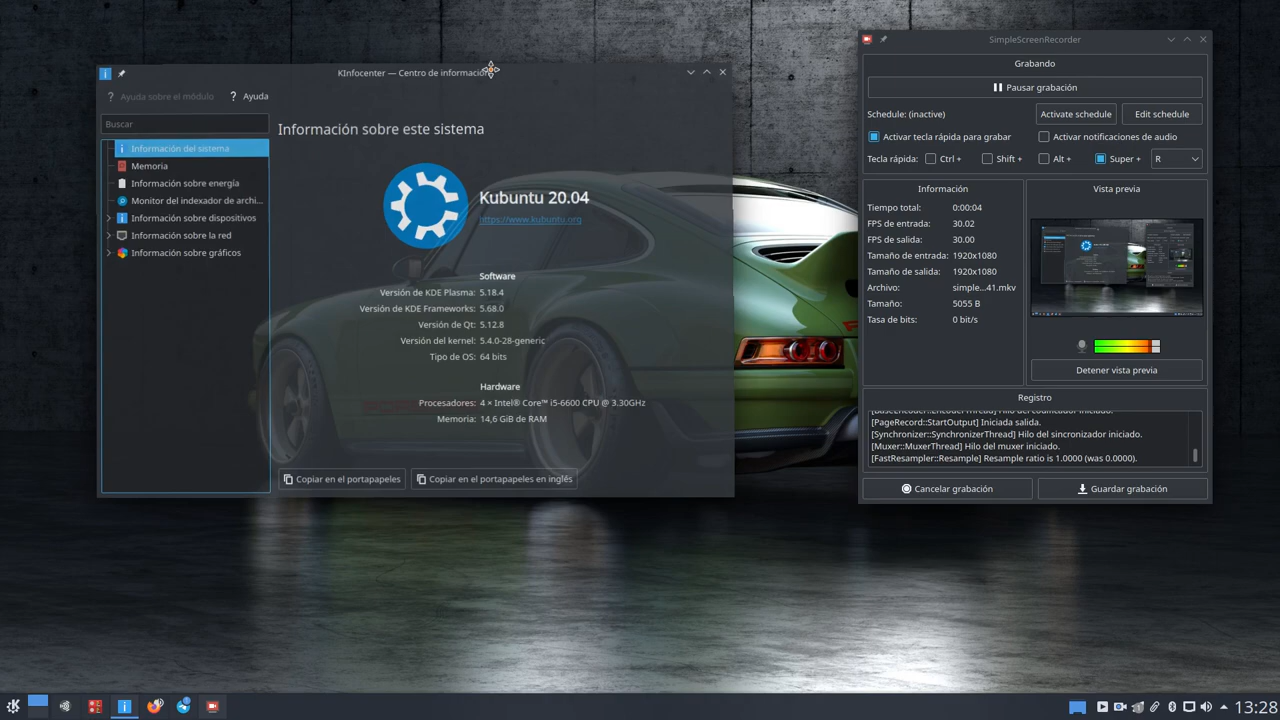 KInfocenter — Centro de información
Ayuda sobre el módulo
Ayuda
Buscar
Información del sistema
Memoria
Información sobre energía
Monitor del indexador de archi...
Información sobre dispositivos
Información sobre la red
Información sobre gráficos
Información sobre este sistema
Kubuntu 20.04
https://www.kubuntu.org
Software
Versión de KDE Plasma: 5.18.4
Versión de KDE Frameworks: 5.68.0
Versión de Qt: 5.12.8
Versión del kernel: 5.4.0-28-generic
Tipo de OS: 64 bits
Hardware
Procesadores: 4 × Intel® Core™ i5-6600 CPU @ 3.30GHz
Memoria: 14,6 GiB de RAM
Copiar en el portapapeles
Copiar en el portapapeles en inglés
SimpleScreenRecorder
Grabando
Pausar grabación
Schedule: (inactive)
Activate schedule
Edit schedule
Activar tecla rápida para grabar
Activar notificaciones de audio
Tecla rápida: Ctrl + Shift + Alt + Super + R
Información
Tiempo total: 0:00:04
FPS de entrada: 30.02
FPS de salida: 30.00
Tamaño de entrada: 1920x1080
Tamaño de salida: 1920x1080
Archivo: simple...41.mkv
Tamaño: 5055 B
Tasa de bits: 0 bit/s
Vista previa
Detener vista previa
Registro
[BaseEncoder::EncoderThread] Hilo del codificador iniciado.
[PageRecord::StartOutput] Iniciada salida.
[Synchronizer::SynchronizerThread] Hilo del sincronizador iniciado.
[Muxer::MuxerThread] Hilo del muxer iniciado.
[FastResampler::Resample] Resample ratio is 1.0000 (was 0.0000).
Cancelar grabación
Guardar grabación
13:28